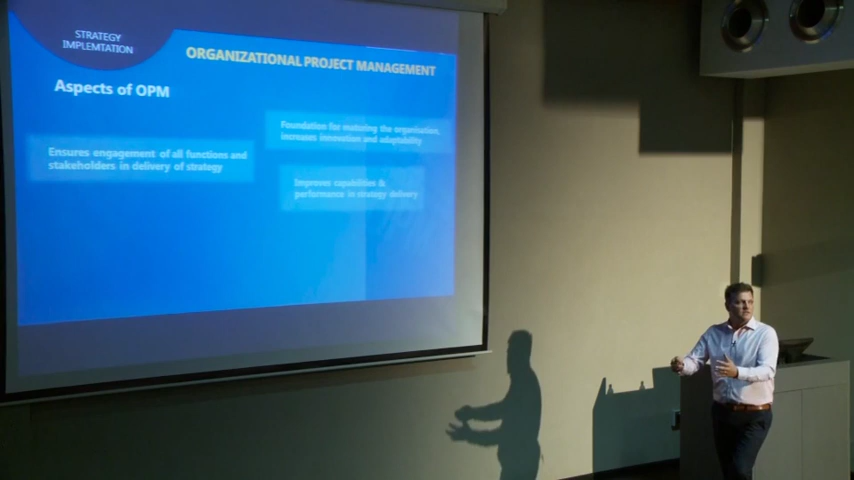 STRATEGY
IMPLEMTATION
ORGANIZATIONAL PROJECT MANAGEMENT
Aspects of OPM
Ensures engagement of all functions and
stakeholders in delivery of strategy
Foundation for maturing the organisation,
increases innovation and adaptability
Improves capabilities &
performance in strategy delivery